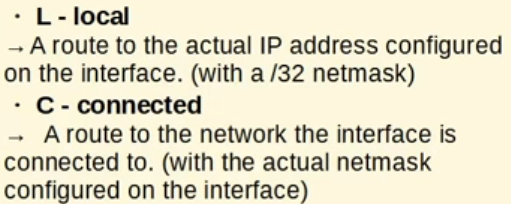 · L - local
→ A route to the actual IP address configured
on the interface. (with a /32 netmask)
· C - connected
→ A route to the network the interface is
connected to. (with the actual netmask
configured on the interface)